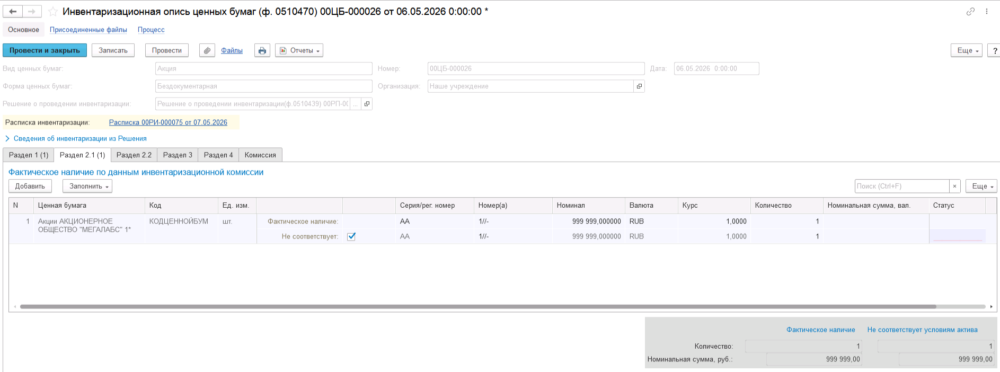 Инвентаризационная опись ценных бумаг (ф. 0510470) 00ЦБ-000026 от 06.05.2026 0:00:00 *
Основное Присоединенные файлы Процесс
Провести и закрыть Записать Провести Файлы Отчеты Еще ?
Вид ценных бумаг: Акция Номер: 00ЦБ-000026 Дата: 06.05.2026 0:00:00
Форма ценных бумаг: Бездокументарная Организация: Наше учреждение
Решение о проведении инвентаризации: Решение о проведении инвентаризации(ф.0510439) 00РП-00 ...
Расписка инвентаризации: Расписка 00РИ-000075 от 07.05.2026
Сведения об инвентаризации из Решения
Раздел 1 (1) Раздел 2.1 (1) Раздел 2.2 Раздел 3 Раздел 4 Комиссия
Фактическое наличие по данным инвентаризационной комиссии
Добавить Заполнить Поиск (Ctrl+F) × Еще
N Ценная бумага Код Ед. изм. Серия/рег. номер Номер(а) Номинал Валюта Курс Количество Номинальная сумма, вал. Статус
1 Акции АКЦИОНЕРНОЕ КОДЦЕННОЙБУМ шт. Фактическое наличие: АА 1//- 999 999,000000 RUB 1,0000 1
ОБЩЕСТВО "МЕГАЛАБС" 1*
Не соответствует: АА 1//- 999 999,000000 RUB 1,0000 1
Фактическое наличие Не соответствует условиям актива
Количество: 1 1
Номинальная сумма, руб.: 999 999,00 999 999,00